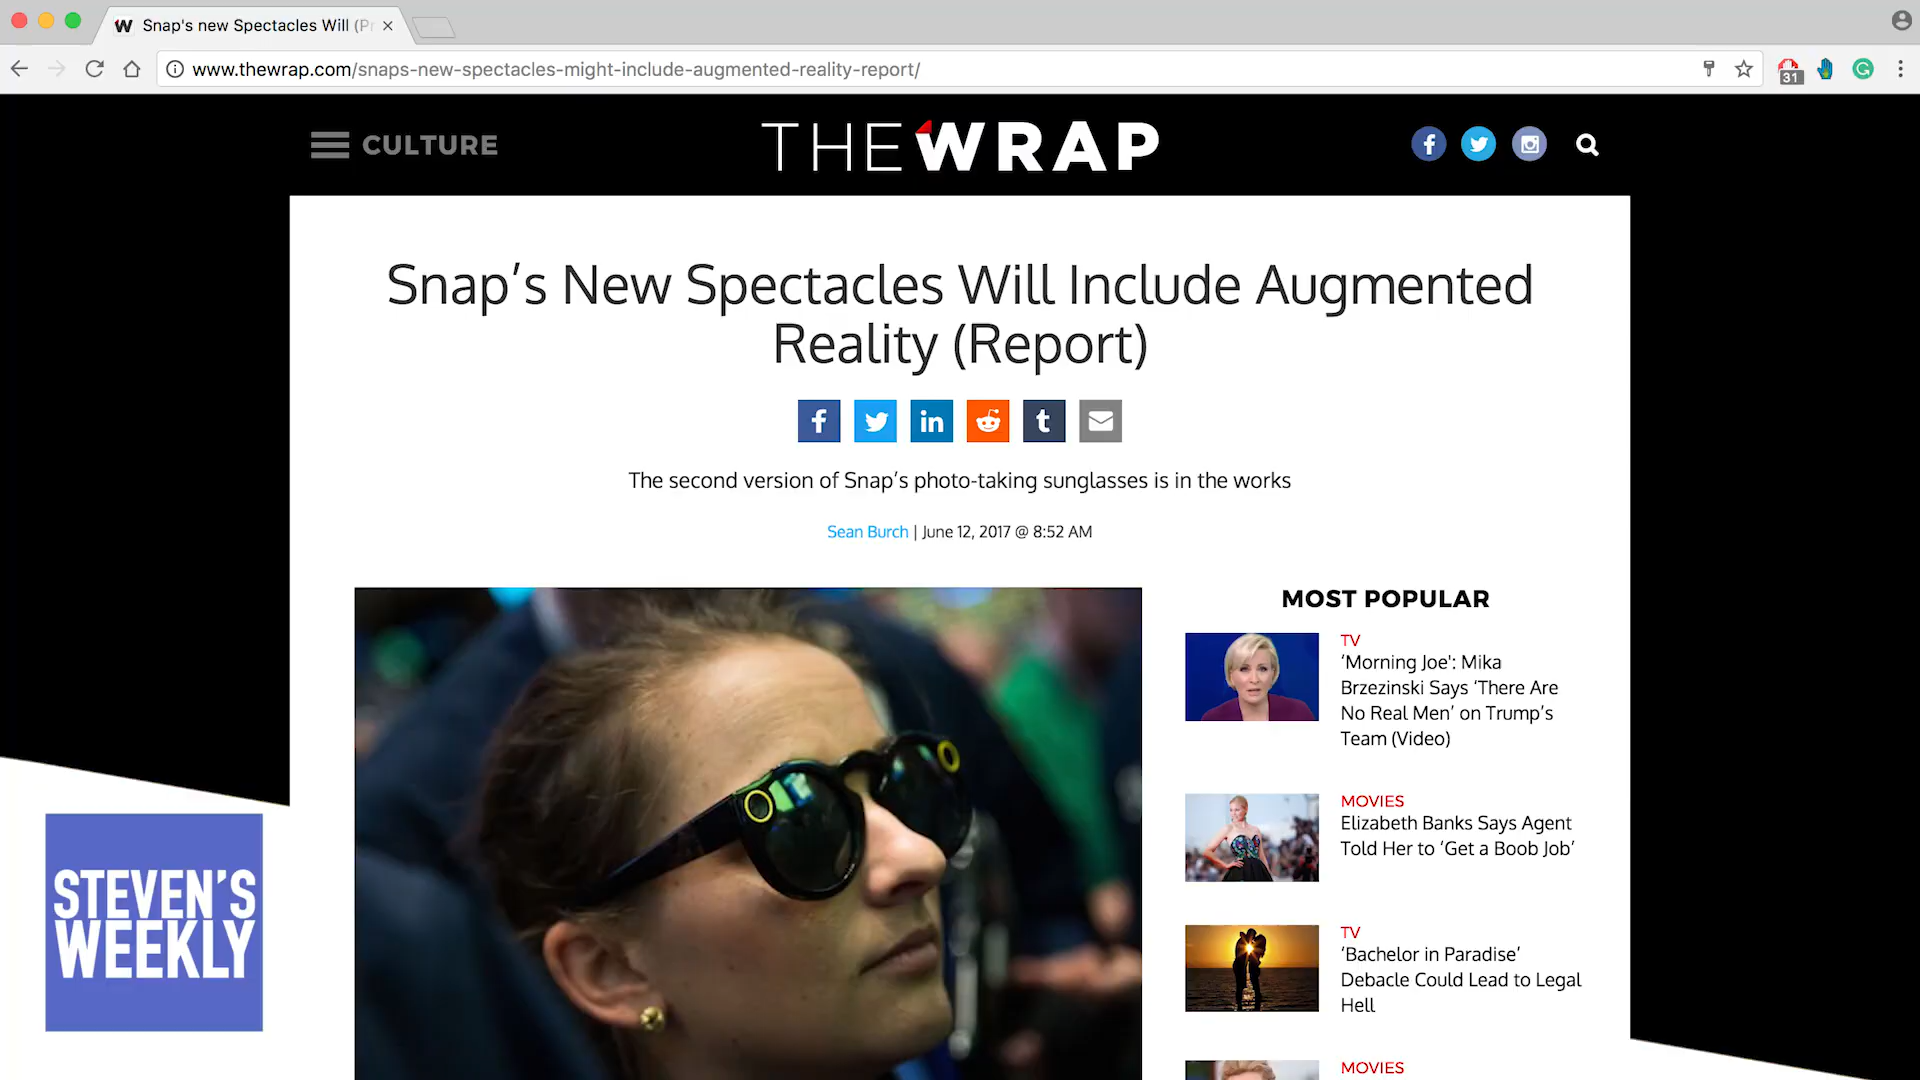 Snap's new Spectacles Will (Pr
www.thewrap.com/snaps-new-spectacles-might-include-augmented-reality-report/
31
CULTURE
THEWRAP
Snap’s New Spectacles Will Include Augmented
Reality (Report)
The second version of Snap’s photo-taking sunglasses is in the works
Sean Burch | June 12, 2017 @ 8:52 AM
MOST POPULAR
TV
‘Morning Joe': Mika
Brzezinski Says ‘There Are
No Real Men’ on Trump’s
Team (Video)
MOVIES
Elizabeth Banks Says Agent
Told Her to ‘Get a Boob Job’
TV
‘Bachelor in Paradise’
Debacle Could Lead to Legal
Hell
MOVIES
STEVEN'S
WEEKLY